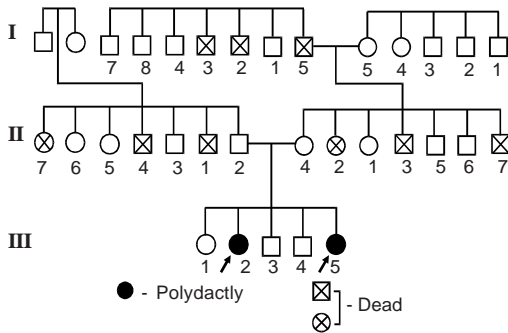 I
7 8 4 3 2 1 5 5 4 3 2 1
II
7 6 5 4 3 1 2 4 2 1 3 5 6 7
III
1 2 3 4 5
- Polydactly - Dead